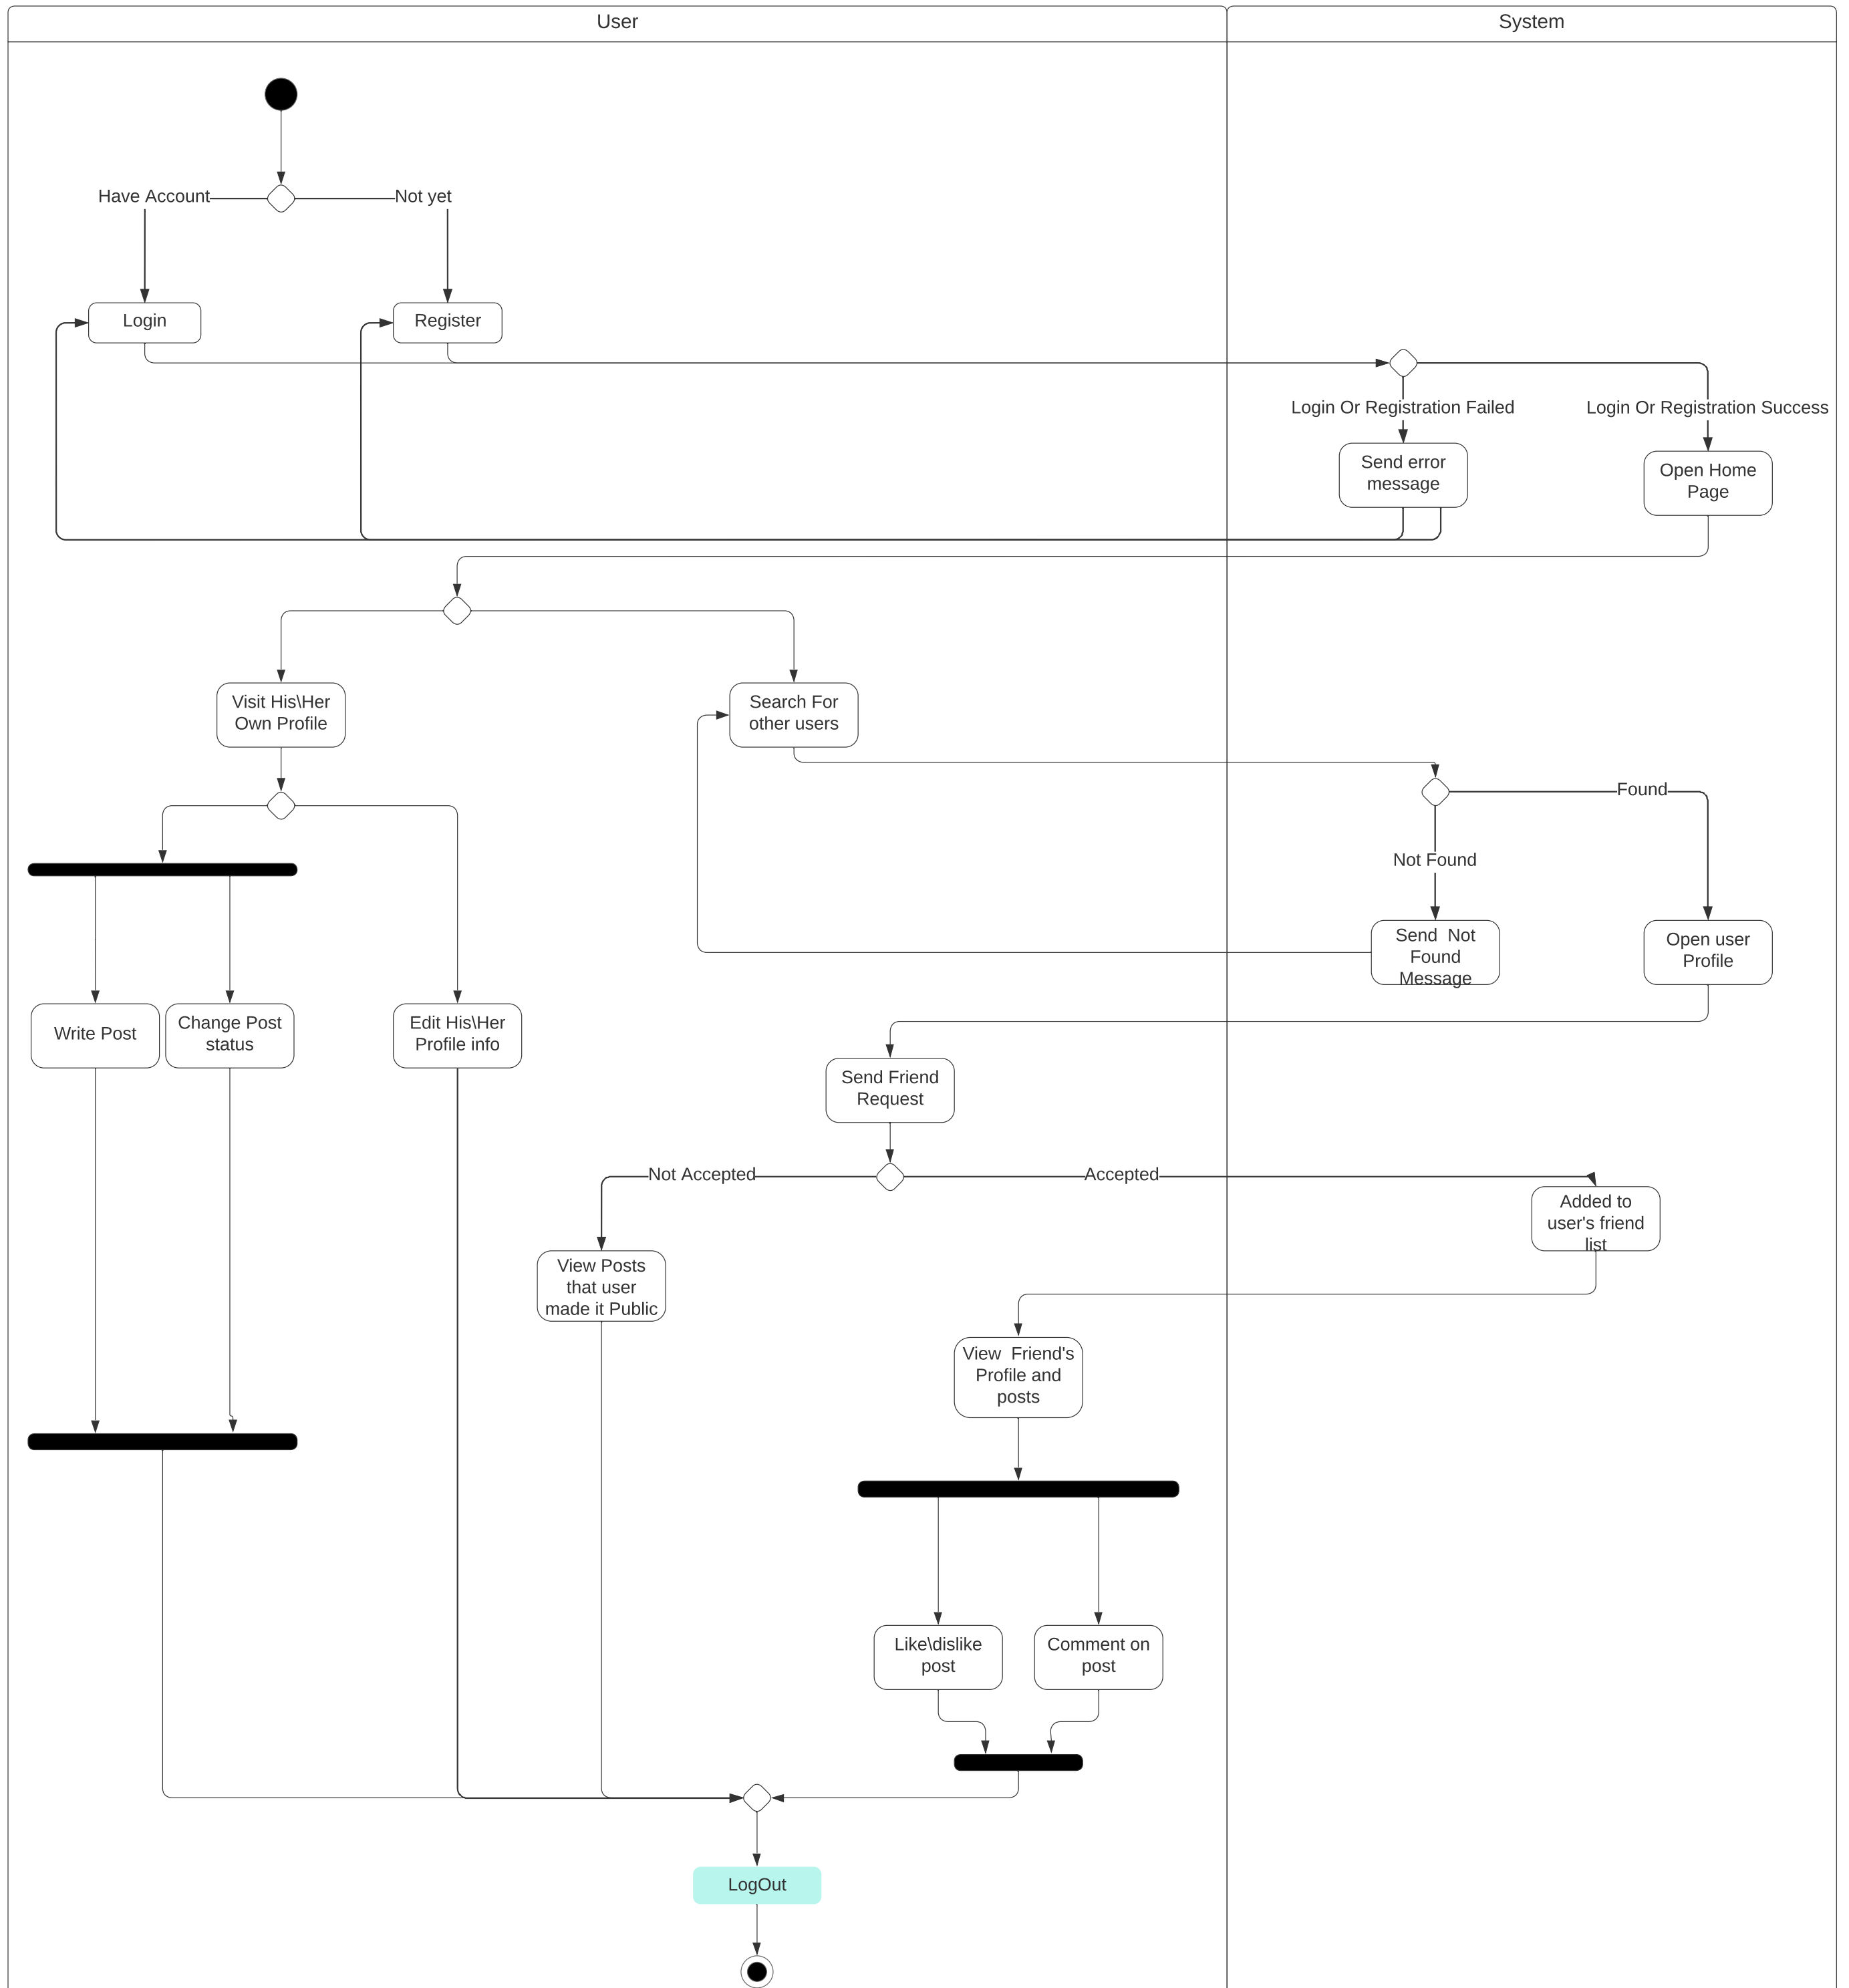 User
System
Have Account
Not yet
Login
Register
Login Or Registration Failed
Login Or Registration Success
Send error
message
Open Home
Page
Visit His\Her
Own Profile
Search For
other users
Found
Not Found
Send  Not
Found
Message
Open user
Profile
Write Post
Change Post
status
Edit His\Her
Profile info
Send Friend
Request
Not Accepted
Accepted
Added to
user's friend
list
View Posts
that user
made it Public
View  Friend's
Profile and
posts
Like\dislike
post
Comment on
post
LogOut